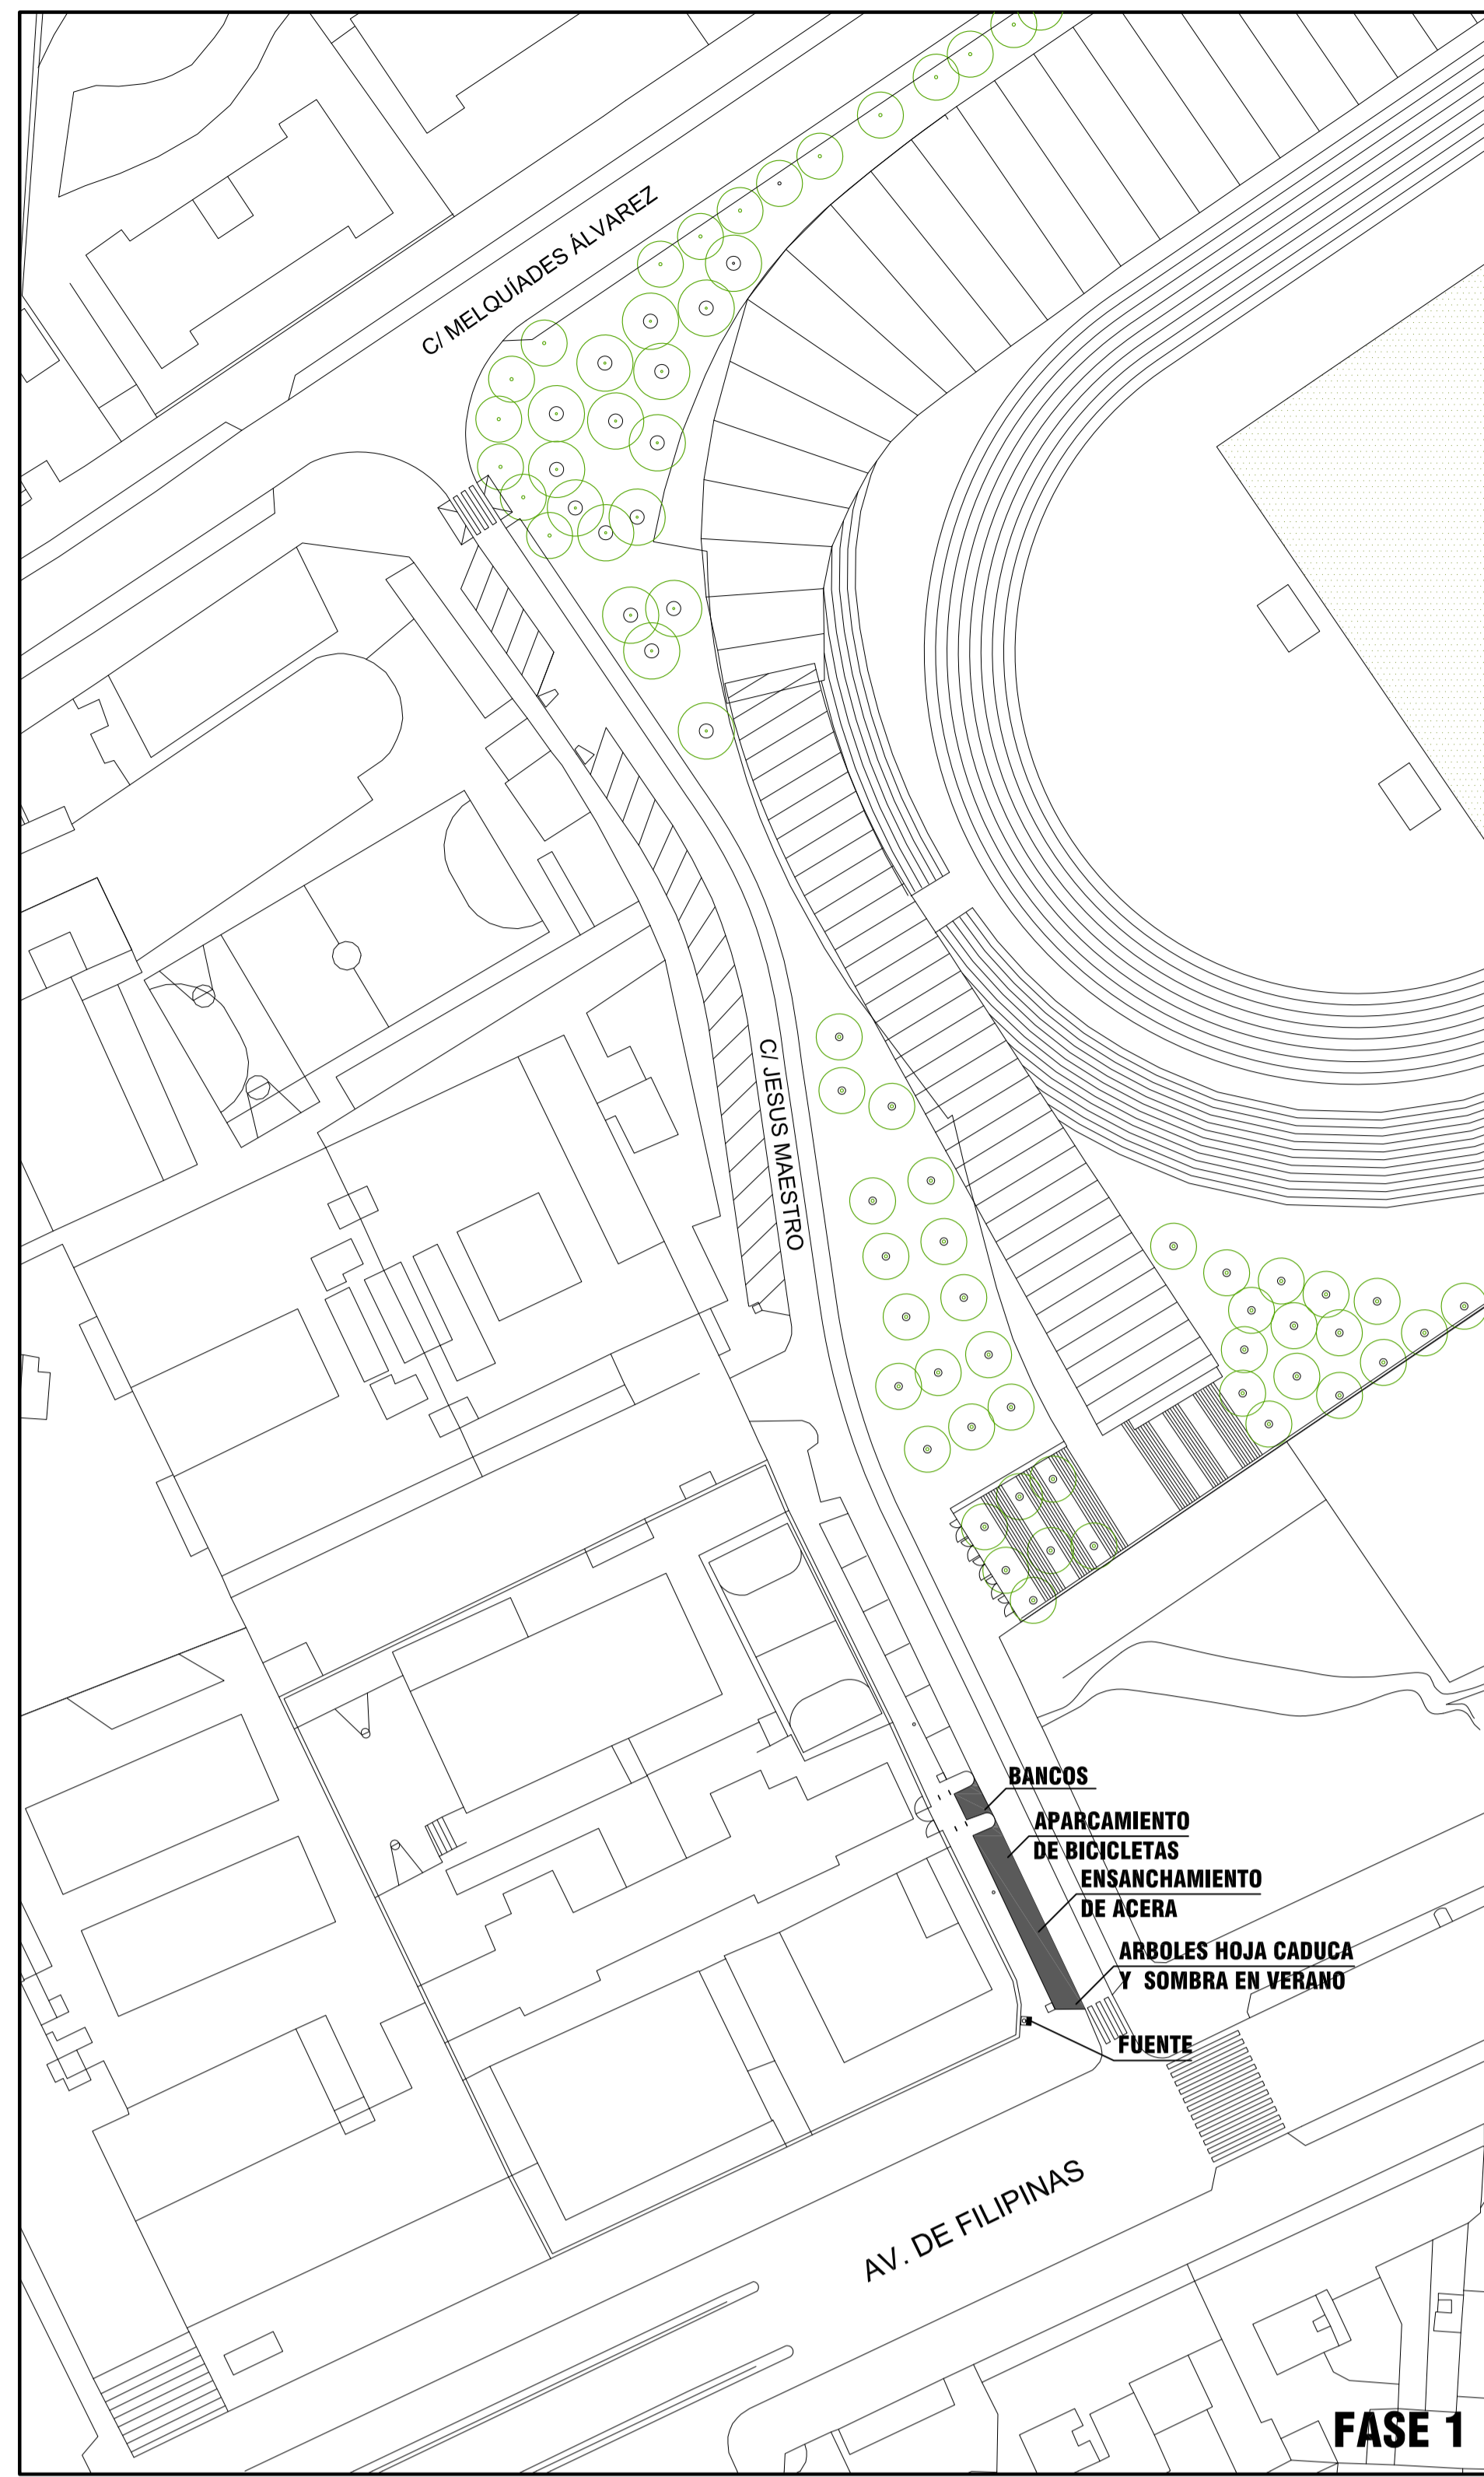 C/ MELQUÍADES ÁLVAREZ
C/ JESUS MAESTRO
BANCOS
APARCAMIENTO
DE BICICLETAS
ENSANCHAMIENTO
DE ACERA
ARBOLES HOJA CADUCA
Y SOMBRA EN VERANO
FUENTE
AV. DE FILIPINAS
FASE 1